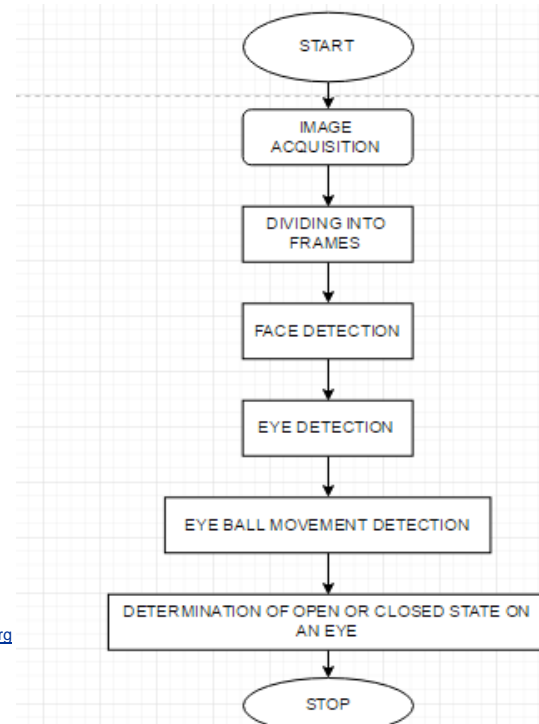 START
IMAGE
ACQUISITION
DIVIDING INTO
FRAMES
FACE DETECTION
EYE DETECTION
EYE BALL MOVEMENT DETECTION
DETERMINATION OF OPEN OR CLOSED STATE ON
AN EYE
rg
STOP